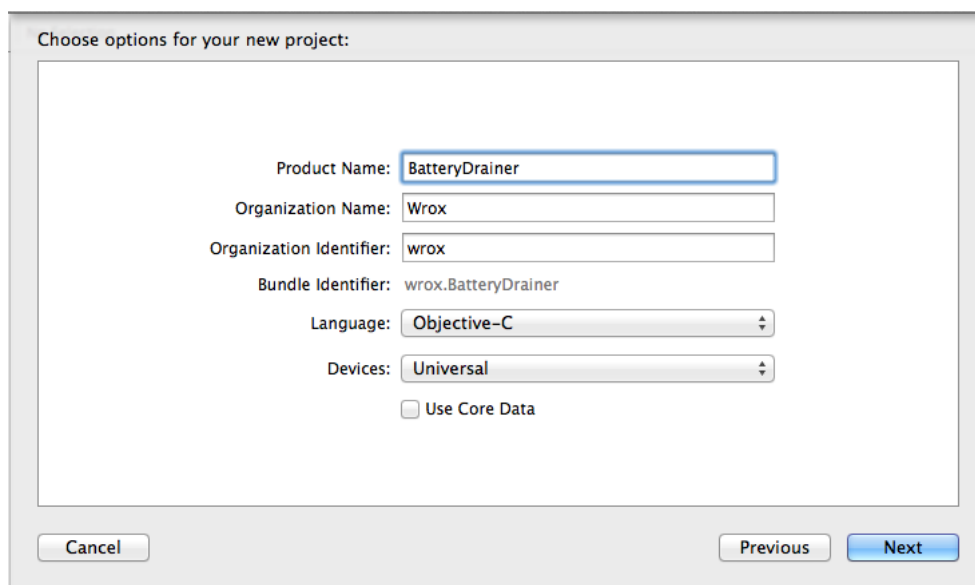 Choose options for your new project:
Product Name: BatteryDrainer
Organization Name: Wrox
Organization Identifier: wrox
Bundle Identifier: wrox.BatteryDrainer
Language: Objective-C
Devices: Universal
Use Core Data
Cancel Previous Next